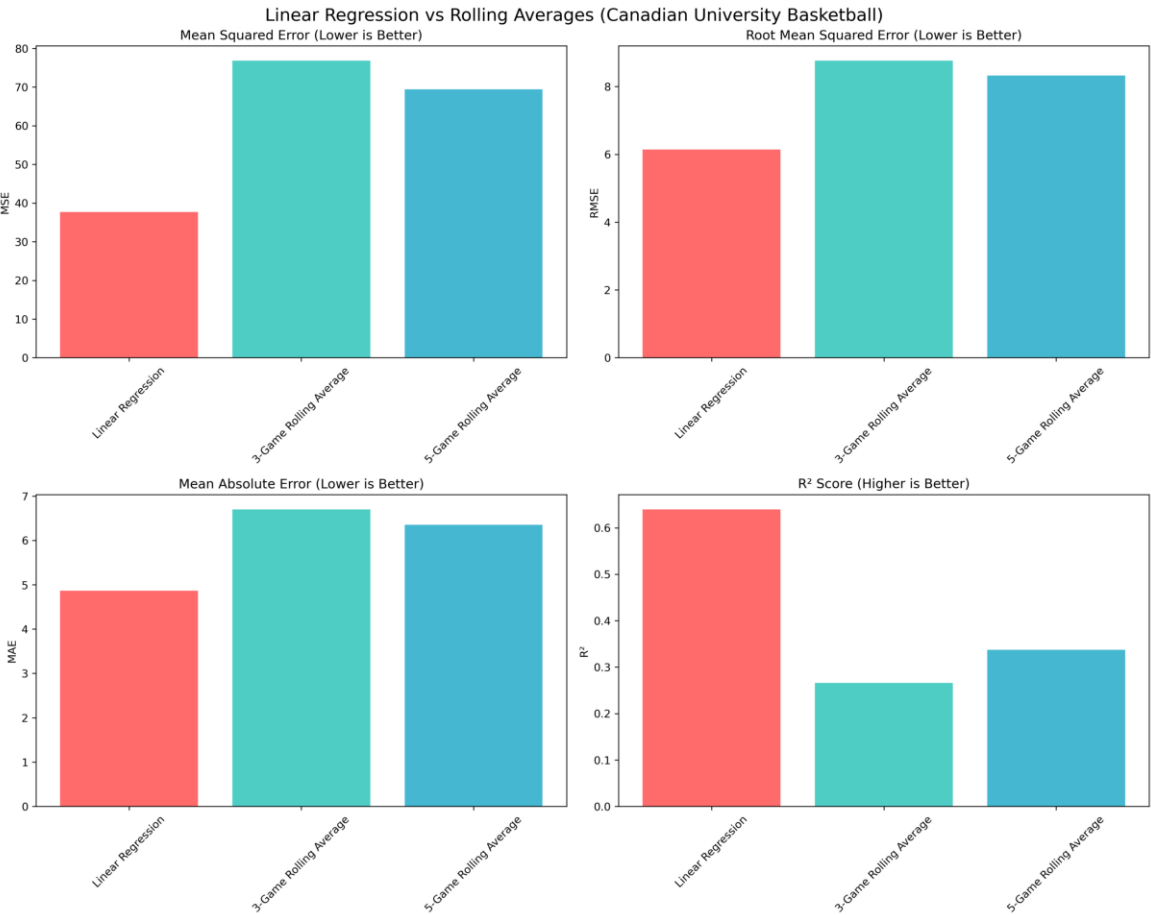 Linear Regression vs Rolling Averages (Canadian University Basketball)
Mean Squared Error (Lower is Better)
MSE
80
70
60
50
40
30
20
10
0
Linear Regression
3-Game Rolling Average
5-Game Rolling Average
Root Mean Squared Error (Lower is Better)
RMSE
8
6
4
2
0
Linear Regression
3-Game Rolling Average
5-Game Rolling Average
Mean Absolute Error (Lower is Better)
MAE
7
6
5
4
3
2
1
0
Linear Regression
3-Game Rolling Average
5-Game Rolling Average
R² Score (Higher is Better)
R²
0.6
0.5
0.4
0.3
0.2
0.1
0.0
Linear Regression
3-Game Rolling Average
5-Game Rolling Average